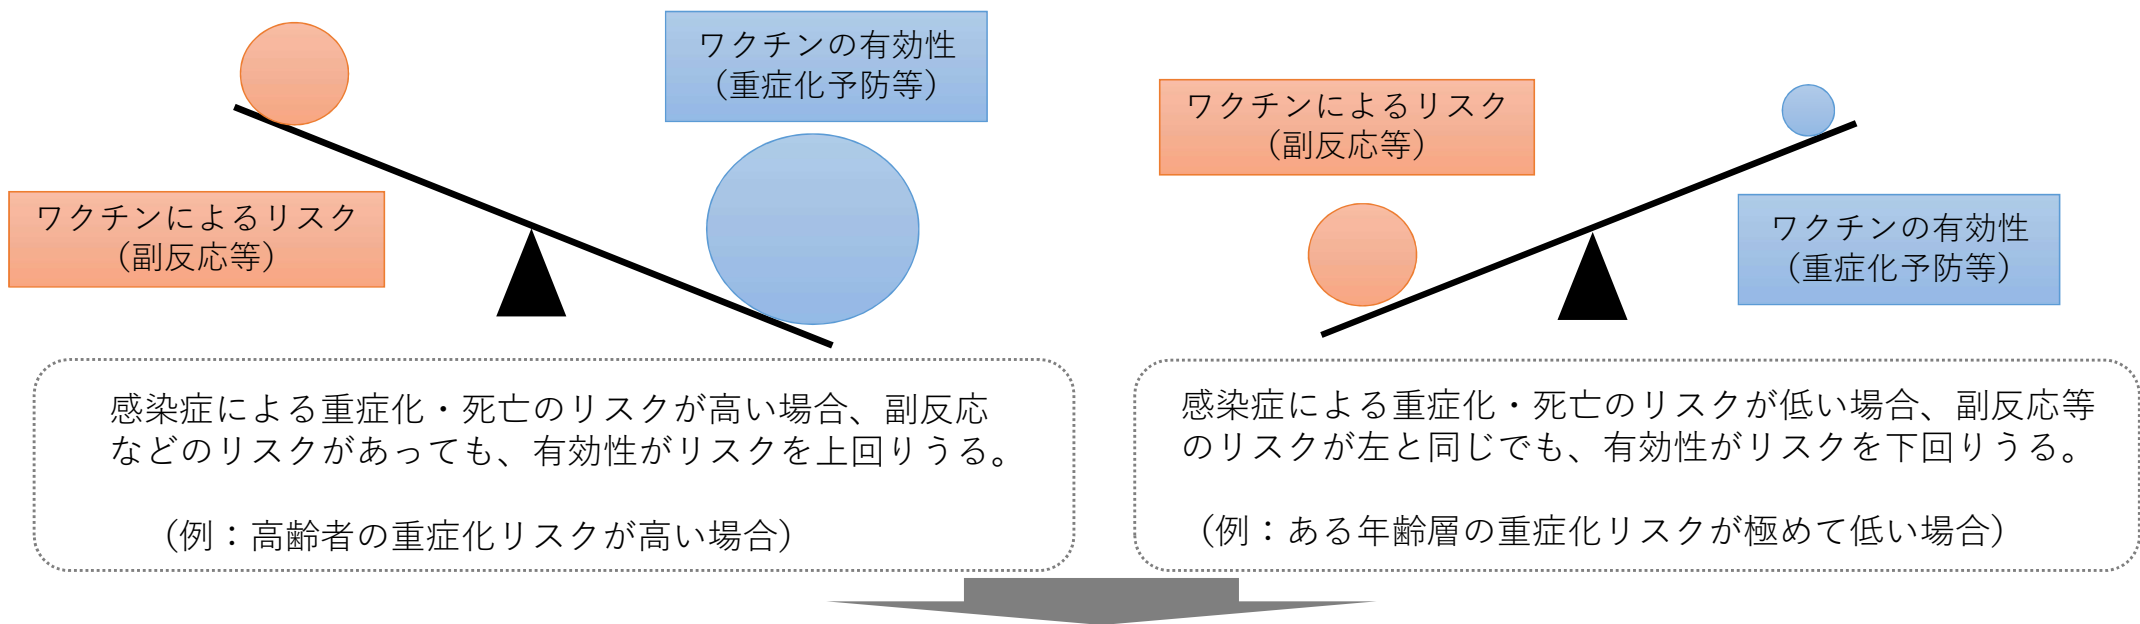 ワクチンの有効性
（重症化予防等）
ワクチンによるリスク
（副反応等）
感染症による重症化・死亡のリスクが高い場合、副反応
などのリスクがあっても、有効性がリスクを上回りうる。
（例：高齢者の重症化リスクが高い場合）
ワクチンによるリスク
（副反応等）
ワクチンの有効性
（重症化予防等）
感染症による重症化・死亡のリスクが低い場合、副反応等
のリスクが左と同じでも、有効性がリスクを下回りうる。
（例：ある年齢層の重症化リスクが極めて低い場合）